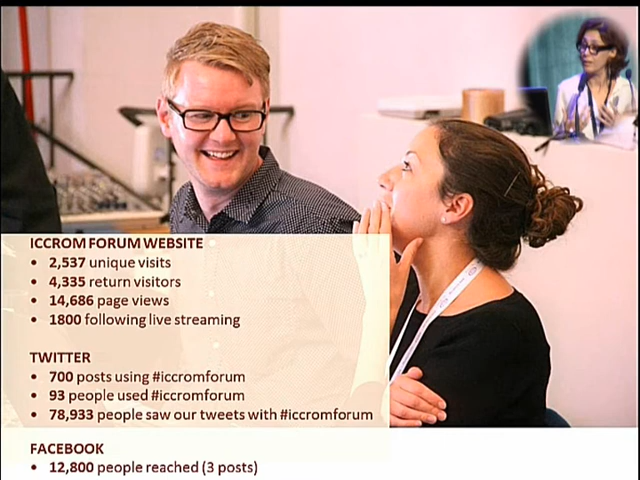 ICCROM FORUM WEBSITE
• 2,537 unique visits
• 4,335 return visitors
• 14,686 page views
• 1800 following live streaming
TWITTER
• 700 posts using #iccromforum
• 93 people used #iccromforum
• 78,933 people saw our tweets with #iccromforum
FACEBOOK
• 12,800 people reached (3 posts)